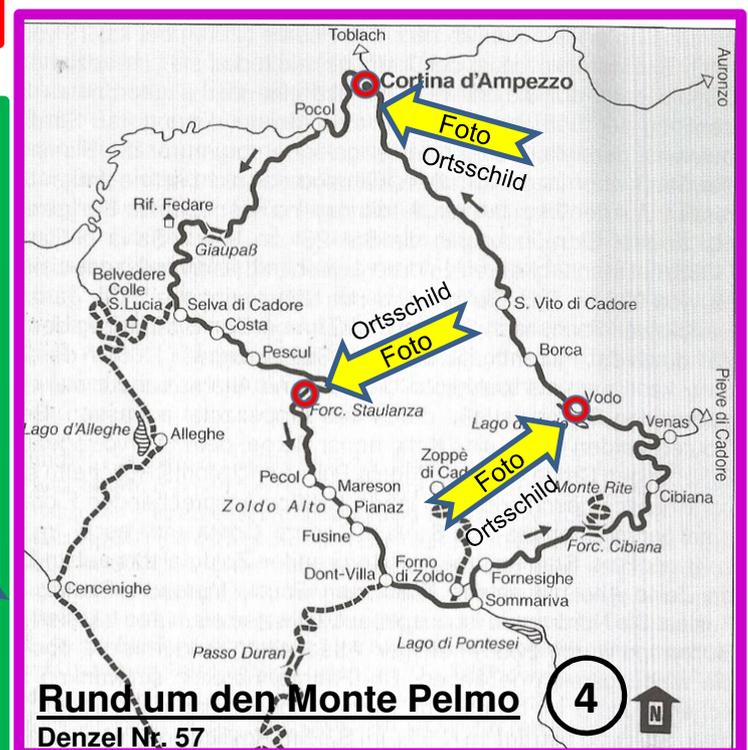 Toblach
Cortina d'Ampezzo
Auronzo
Pocol
Foto
Ortsschild
Rif. Fedare
Giaupaß
Belvedere
Colle
S.Lucia
Selva di Cadore
Costa
Pescul
Ortsschild
Foto
S. Vito di Cadore
Borca
Forc. Staulanza
Vodo
Lago di
Venas
Pieve di Cadore
Lago d'Alleghe
Alleghe
Zoppè
di Cad
Foto
Ortsschild
Monte Rite
Cibiana
Pecol
Mareson
Zoldo Alto
Pianaz
Fusine
Forc. Cibiana
Dont-Villa
Forno
di Zoldo
Fornesighe
Cencenighe
Sommariva
Lago di Pontesei
Passo Duran
Rund um den Monte Pelmo
4
N
Denzel Nr. 57